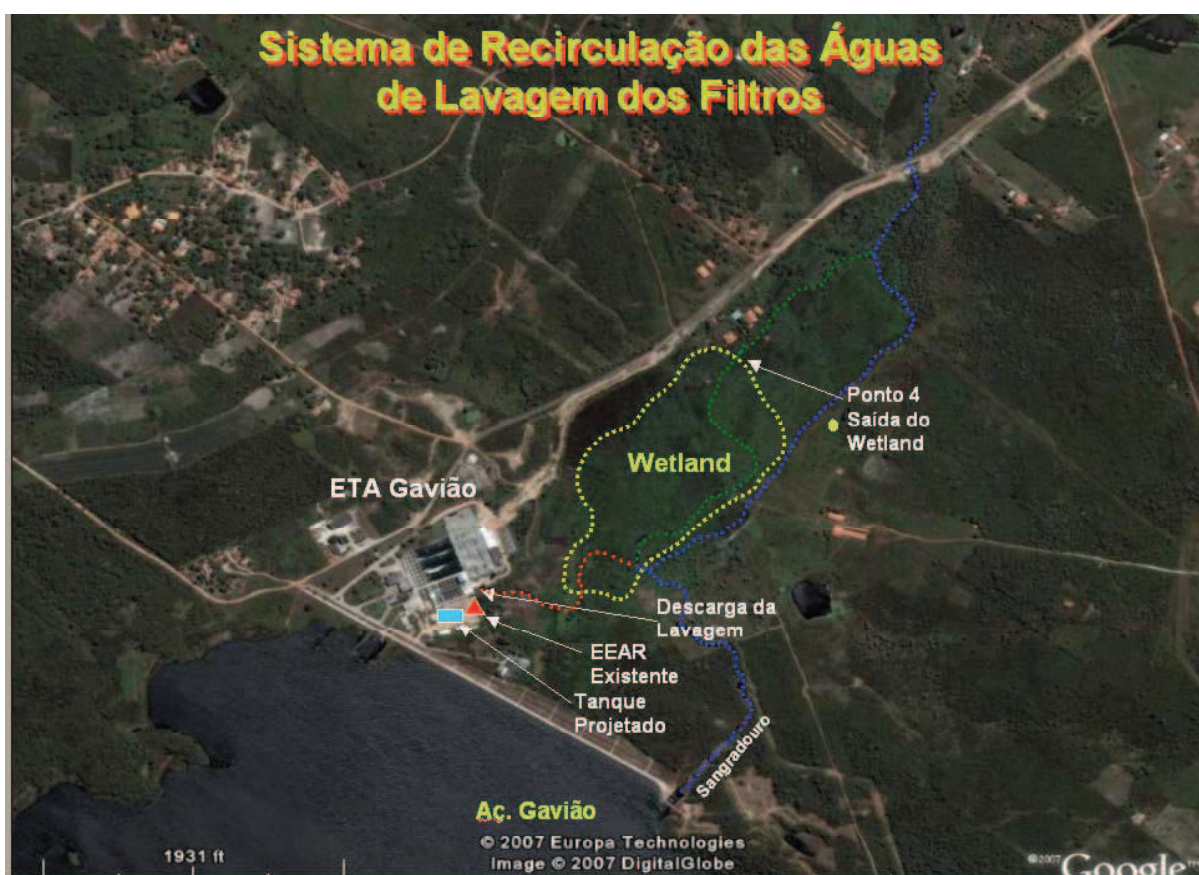 Sistema de Recirculação das Águas
de Lavagem dos Filtros
Ponto 4
Saída do
Wetland
Wetland
ETA Gavião
Descarga da
Lavagem
EEAR
Existente
Tanque
Projetado
Sangradouro
Aç. Gavião
© 2007 Europa Technologies
Image © 2007 DigitalGlobe
1931 ft
©2007 Google